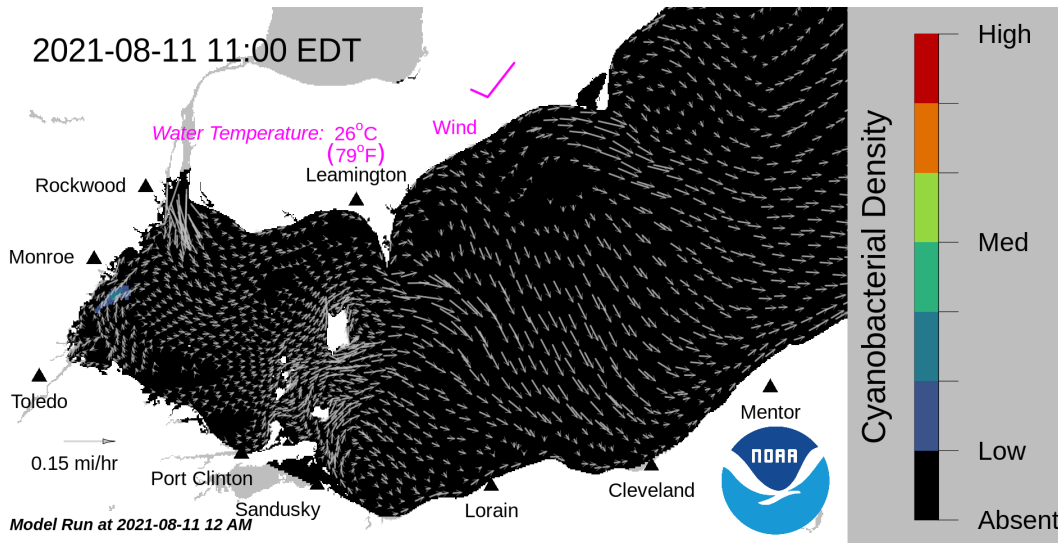 2021-08-11 11:00 EDT
Water Temperature: 26°C
(79°F)
Wind
Leamington
Rockwood
Monroe
Toledo
0.15 mi/hr
Port Clinton
Sandusky
Lorain
Cleveland
Mentor
NOAA
Model Run at 2021-08-11 12 AM
Cyanobacterial Density
High
Med
Low
Absent